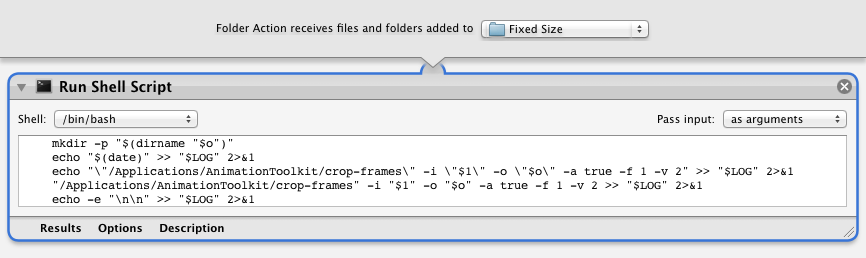 Folder Action receives files and folders added to Fixed Size
Run Shell Script
Shell: /bin/bash Pass input: as arguments
mkdir -p "$(dirname "$o")"
echo "$(date)" >> "$LOG" 2>&1
echo "\"/Applications/AnimationToolkit/crop-frames\" -i \"$1\" -o \"$o\" -a true -f 1 -v 2" >> "$LOG" 2>&1
"/Applications/AnimationToolkit/crop-frames" -i "$1" -o "$o" -a true -f 1 -v 2 >> "$LOG" 2>&1
echo -e "\n\n" >> "$LOG" 2>&1
Results Options Description